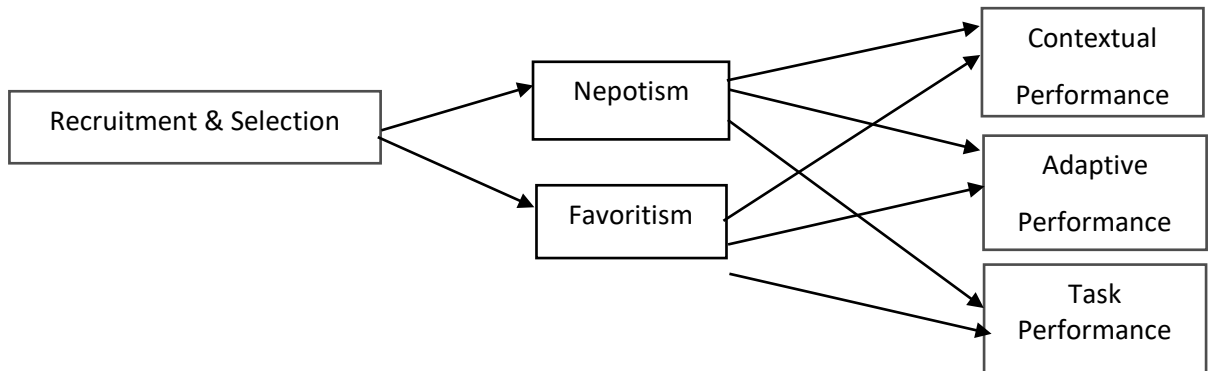 Recruitment & Selection
Nepotism
Favoritism
Contextual
Performance
Adaptive
Performance
Task
Performance